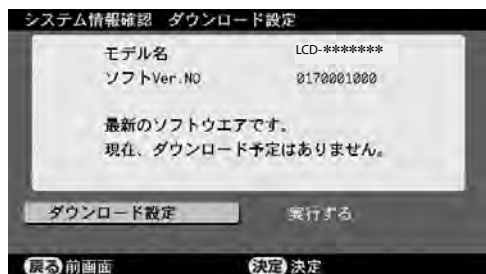 システム情報確認 ダウンロード設定
モデル名 LCD-*******
ソフトVer.NO 0170001000
最新のソフトウエアです。
現在、ダウンロード予定はありません。
ダウンロード設定 実行する
戻る 前画面 決定 決定